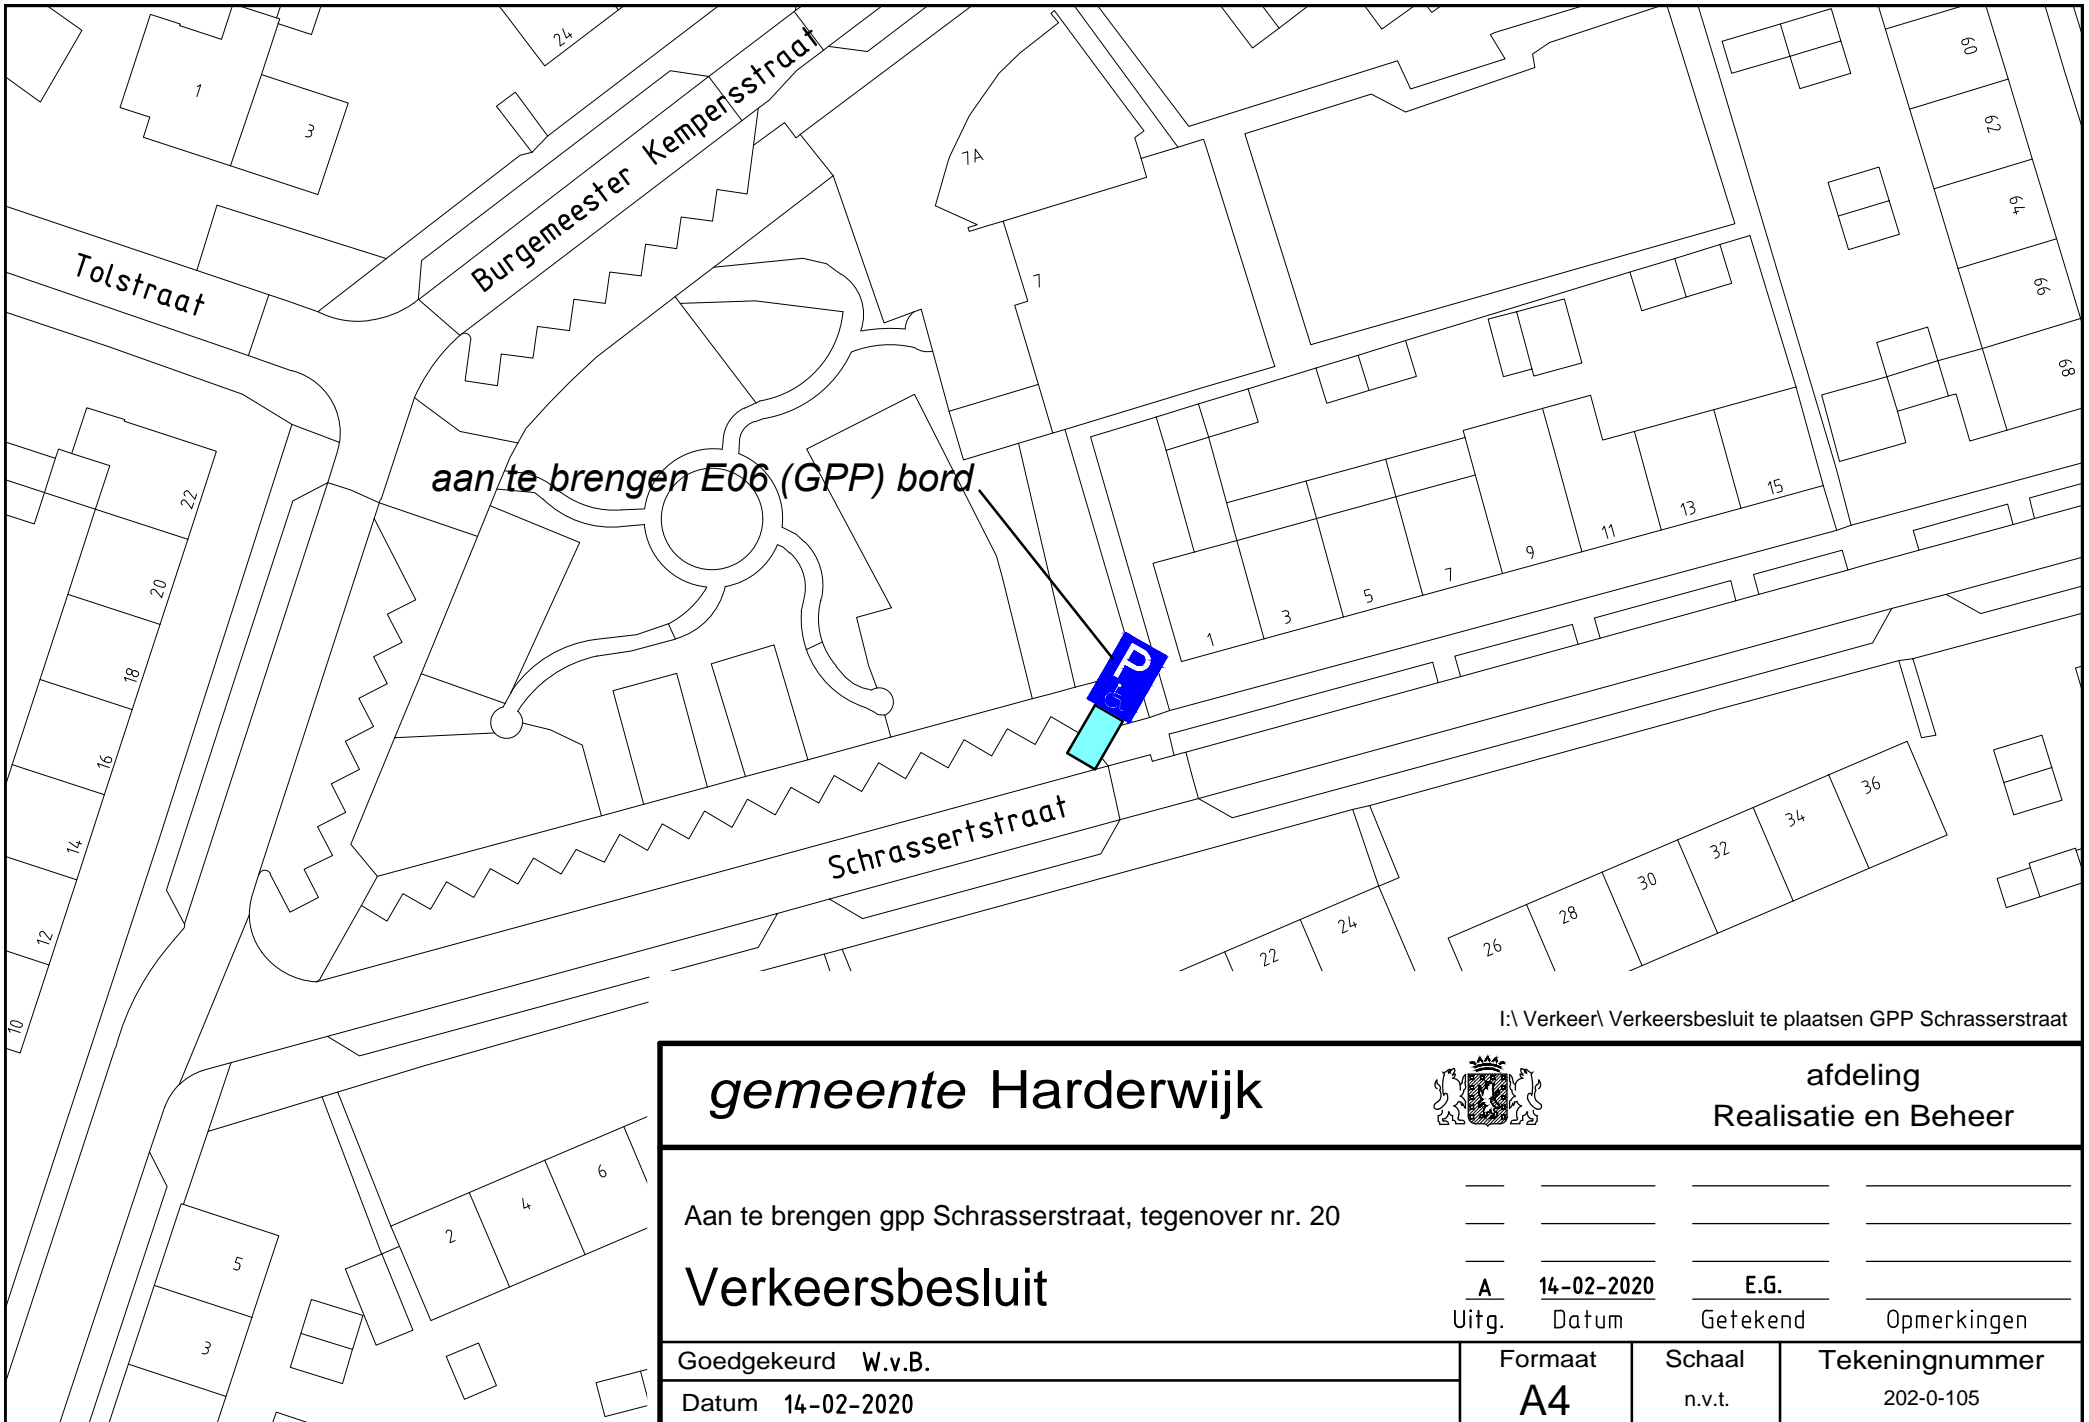 24
1
3
Burgemeester Kempersstraat
Tolstraat
7A
7
60
62
64
66
68
aan te brengen E06 (GPP) bord
22
20
18
16
14
12
10
1
3
5
7
9
11
13
15
P
Schrassertstraat
22
24
26
28
30
32
34
36
2
4
6
5
3
I:\ Verkeer\ Verkeersbesluit te plaatsen GPP Schrasserstraat
gemeente Harderwijk
afdeling
Realisatie en Beheer
Aan te brengen gpp Schrasserstraat, tegenover nr. 20
Verkeersbesluit
A 14-02-2020 E.G.
Uitg. Datum Getekend Opmerkingen
Goedgekeurd W.v.B.
Datum 14-02-2020
Formaat
A4
Schaal
n.v.t.
Tekeningnummer
202-0-105